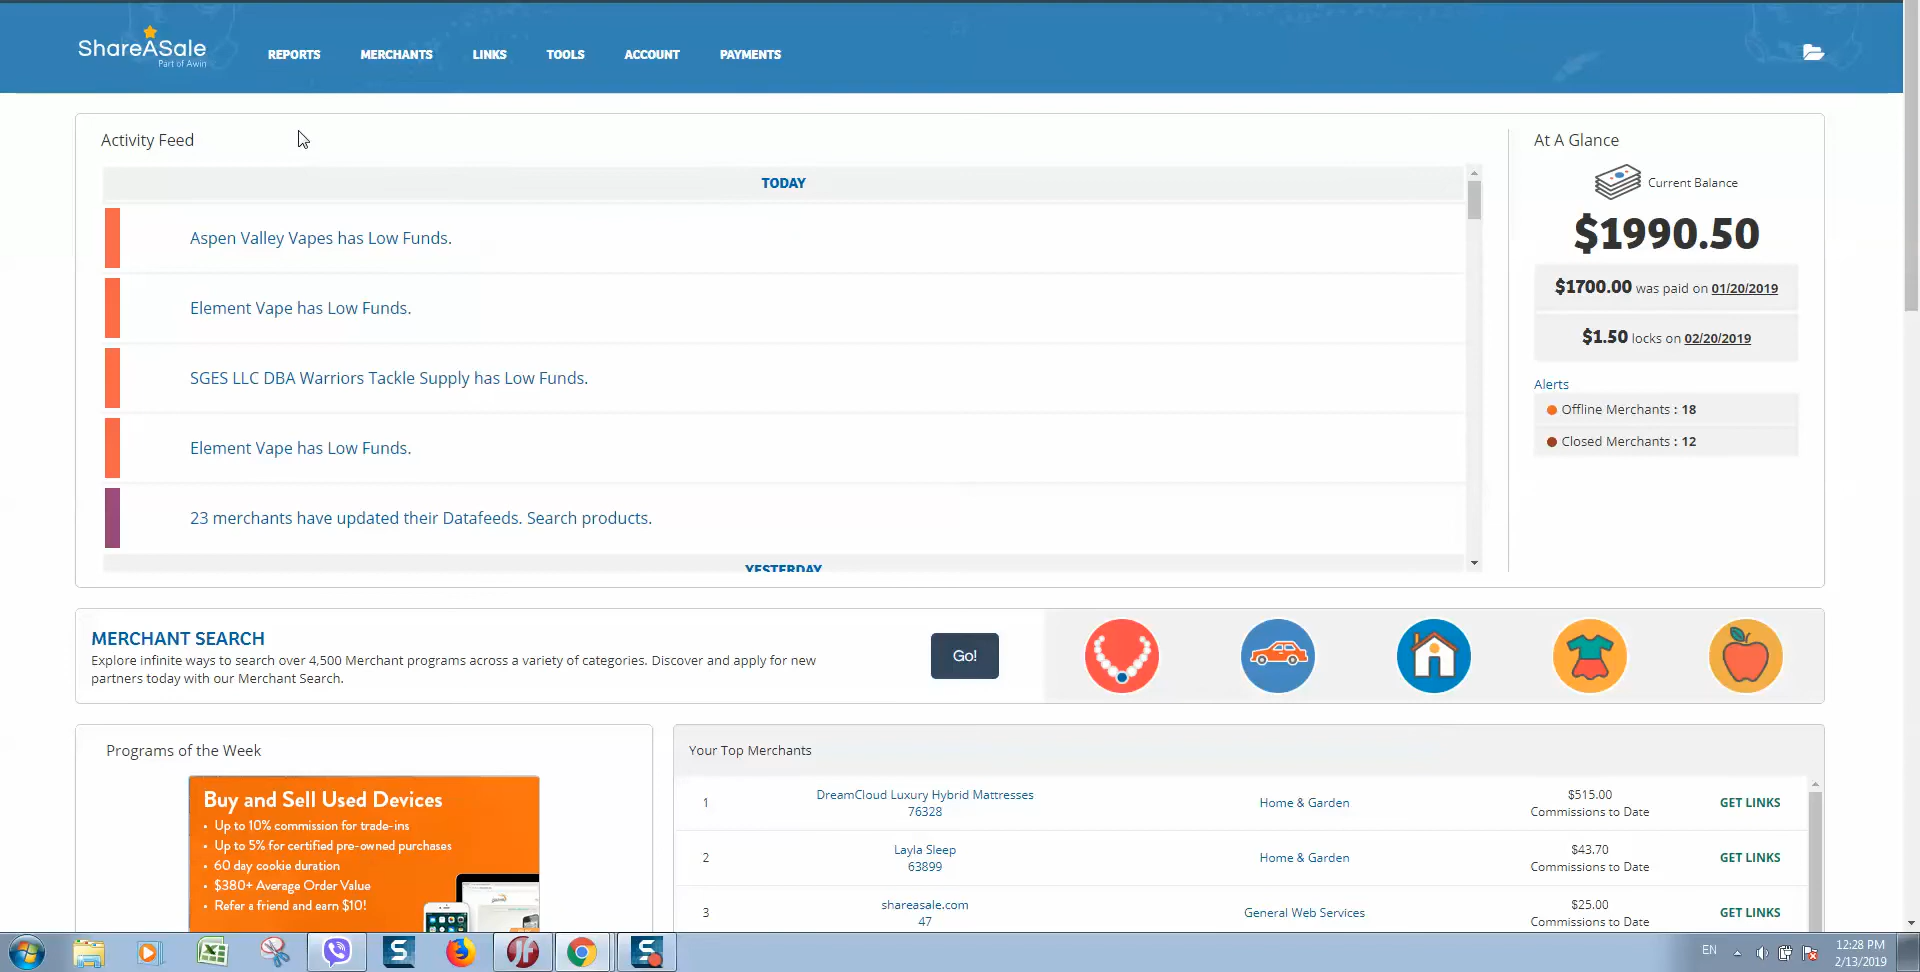 ShareASale
Part of Awin
REPORTS
MERCHANTS
LINKS
TOOLS
ACCOUNT
PAYMENTS
Activity Feed
TODAY
Aspen Valley Vapes has Low Funds.
Element Vape has Low Funds.
SGES LLC DBA Warriors Tackle Supply has Low Funds.
Element Vape has Low Funds.
23 merchants have updated their Datafeeds. Search products.
YESTERDAY
At A Glance
Current Balance
$1990.50
$1700.00 was paid on 01/20/2019
$1.50 locks on 02/20/2019
Alerts
Offline Merchants : 18
Closed Merchants : 12
MERCHANT SEARCH
Explore infinite ways to search over 4,500 Merchant programs across a variety of categories. Discover and apply for new
partners today with our Merchant Search.
Go!
Programs of the Week
Buy and Sell Used Devices
• Up to 10% commission for trade-ins
• Up to 5% for certified pre-owned purchases
• 60 day cookie duration
• $380+ Average Order Value
• Refer a friend and earn $10!
Your Top Merchants
1
DreamCloud Luxury Hybrid Mattresses
76328
Home & Garden
$515.00
Commissions to Date
GET LINKS
2
Layla Sleep
63899
Home & Garden
$43.70
Commissions to Date
GET LINKS
3
shareasale.com
47
General Web Services
$25.00
Commissions to Date
GET LINKS
EN
12:28 PM
2/13/2019